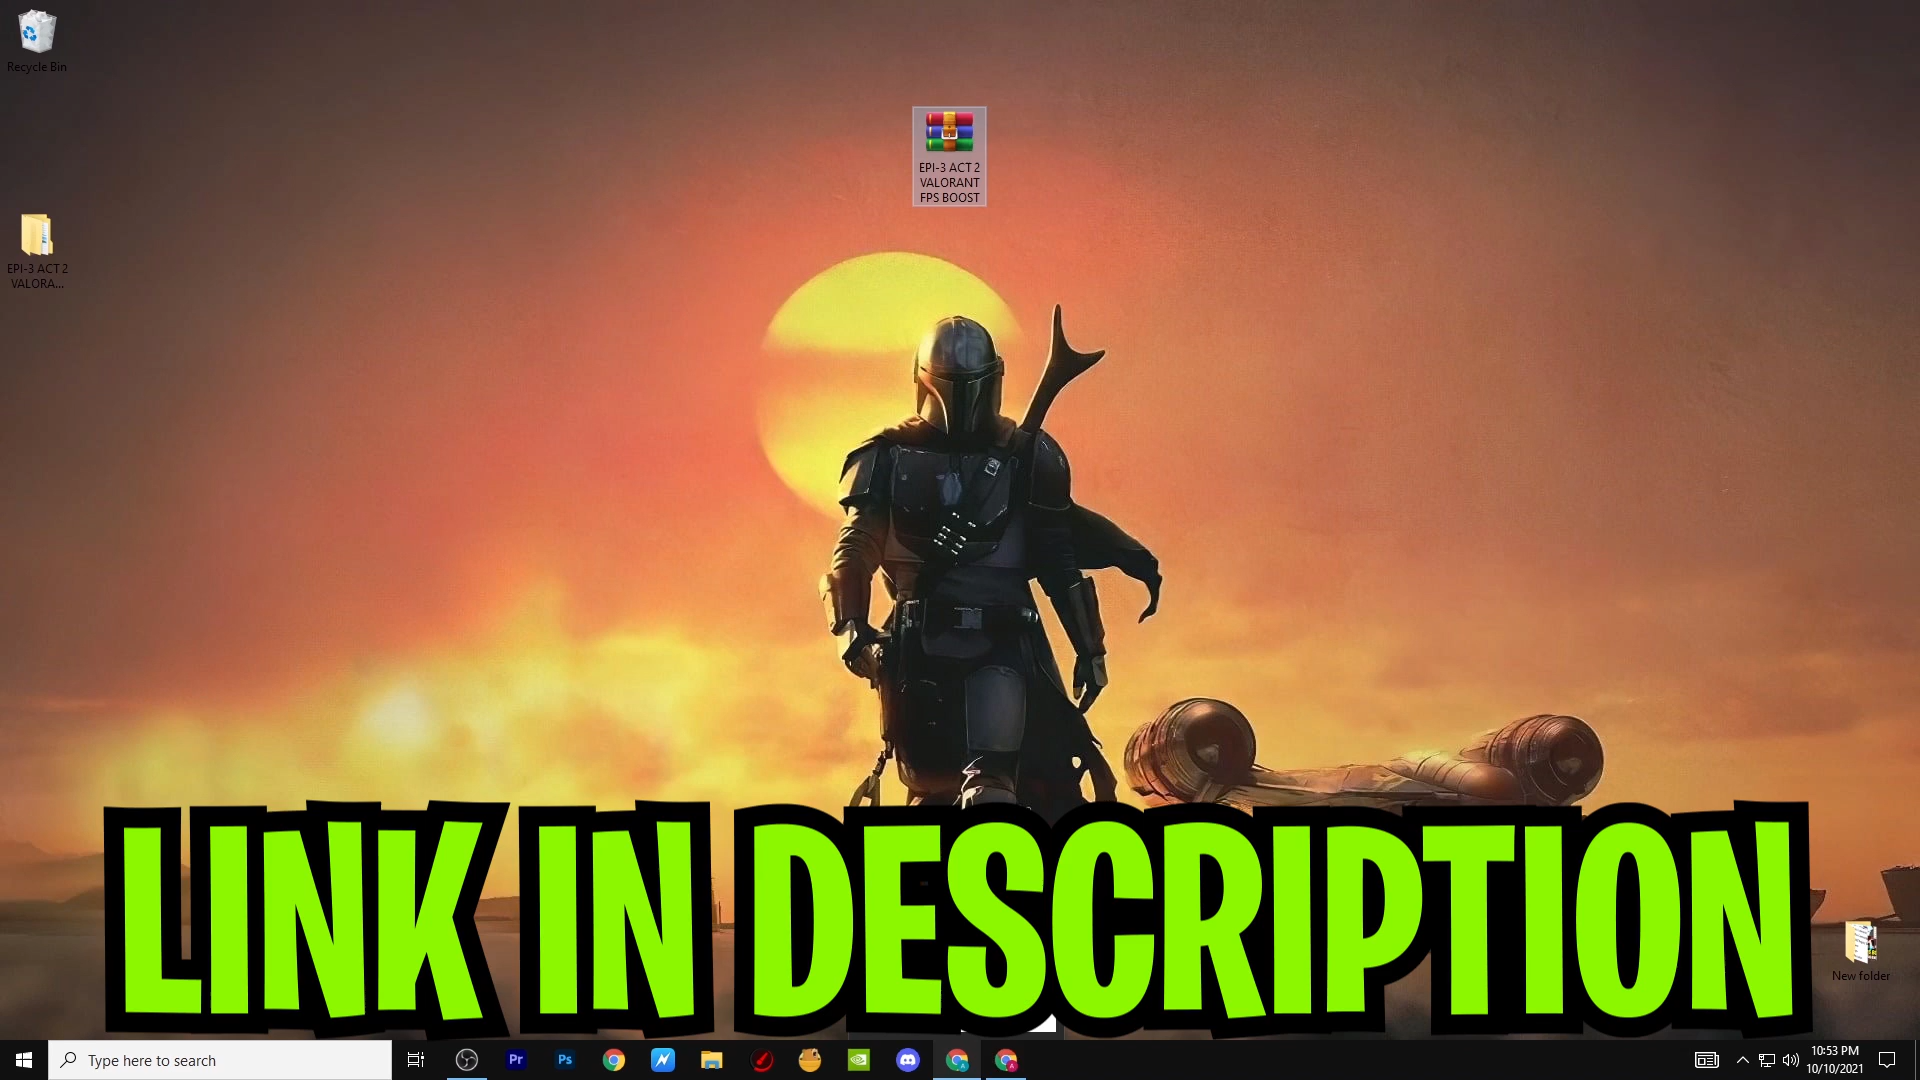 Recycle Bin
EPI-3 ACT 2
VALORANT
FPS BOOST
EPI-3 ACT 2
VALORA...
LINK IN DESCRIPTION
New folder
Type here to search
Pr
Ps
10:53 PM
10/10/2021